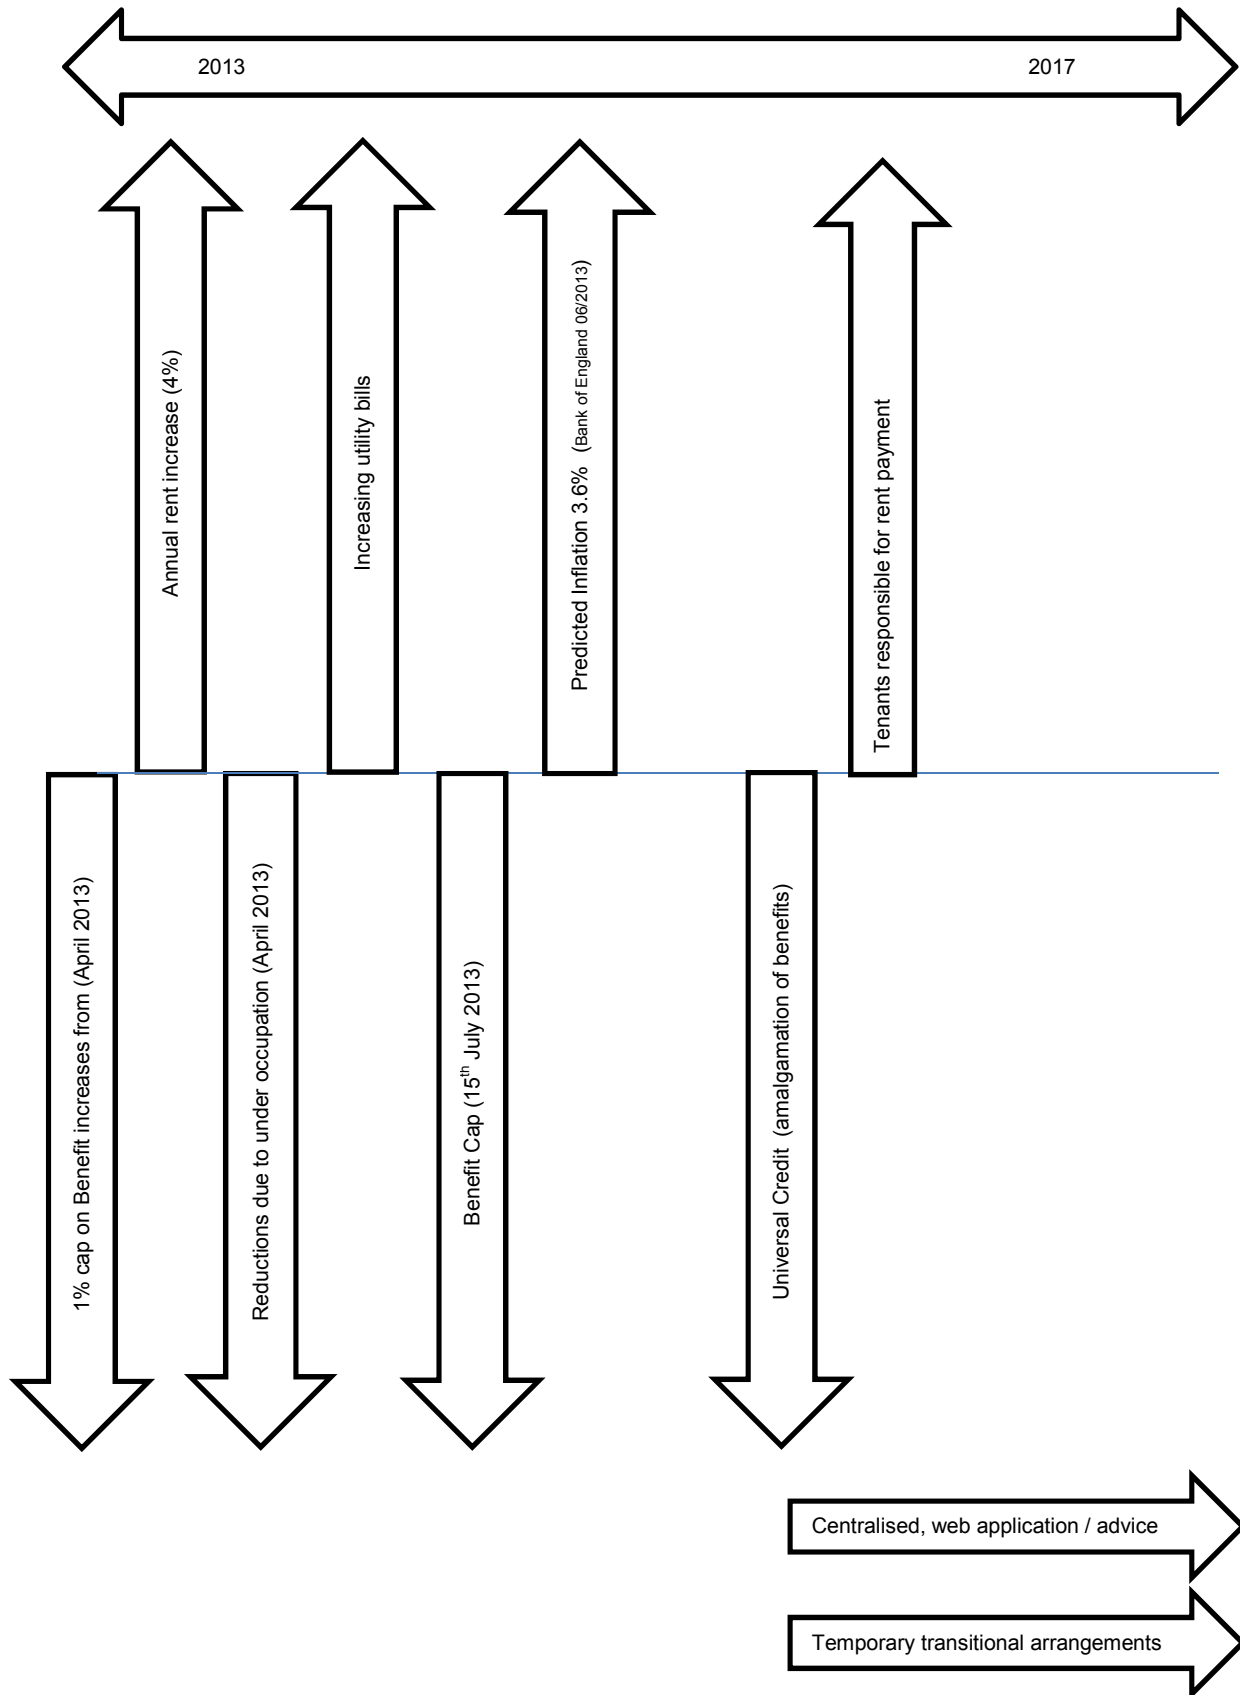 2013
2017
Annual rent increase (4%)
Increasing utility bills
Predicted Inflation 3.6% (Bank of England 06/2013)
Tenants responsible for rent payment
1% cap on Benefit increases from (April 2013)
Reductions due to under occupation (April 2013)
Benefit Cap (15th July 2013)
Universal Credit (amalgamation of benefits)
Centralised, web application / advice
Temporary transitional arrangements